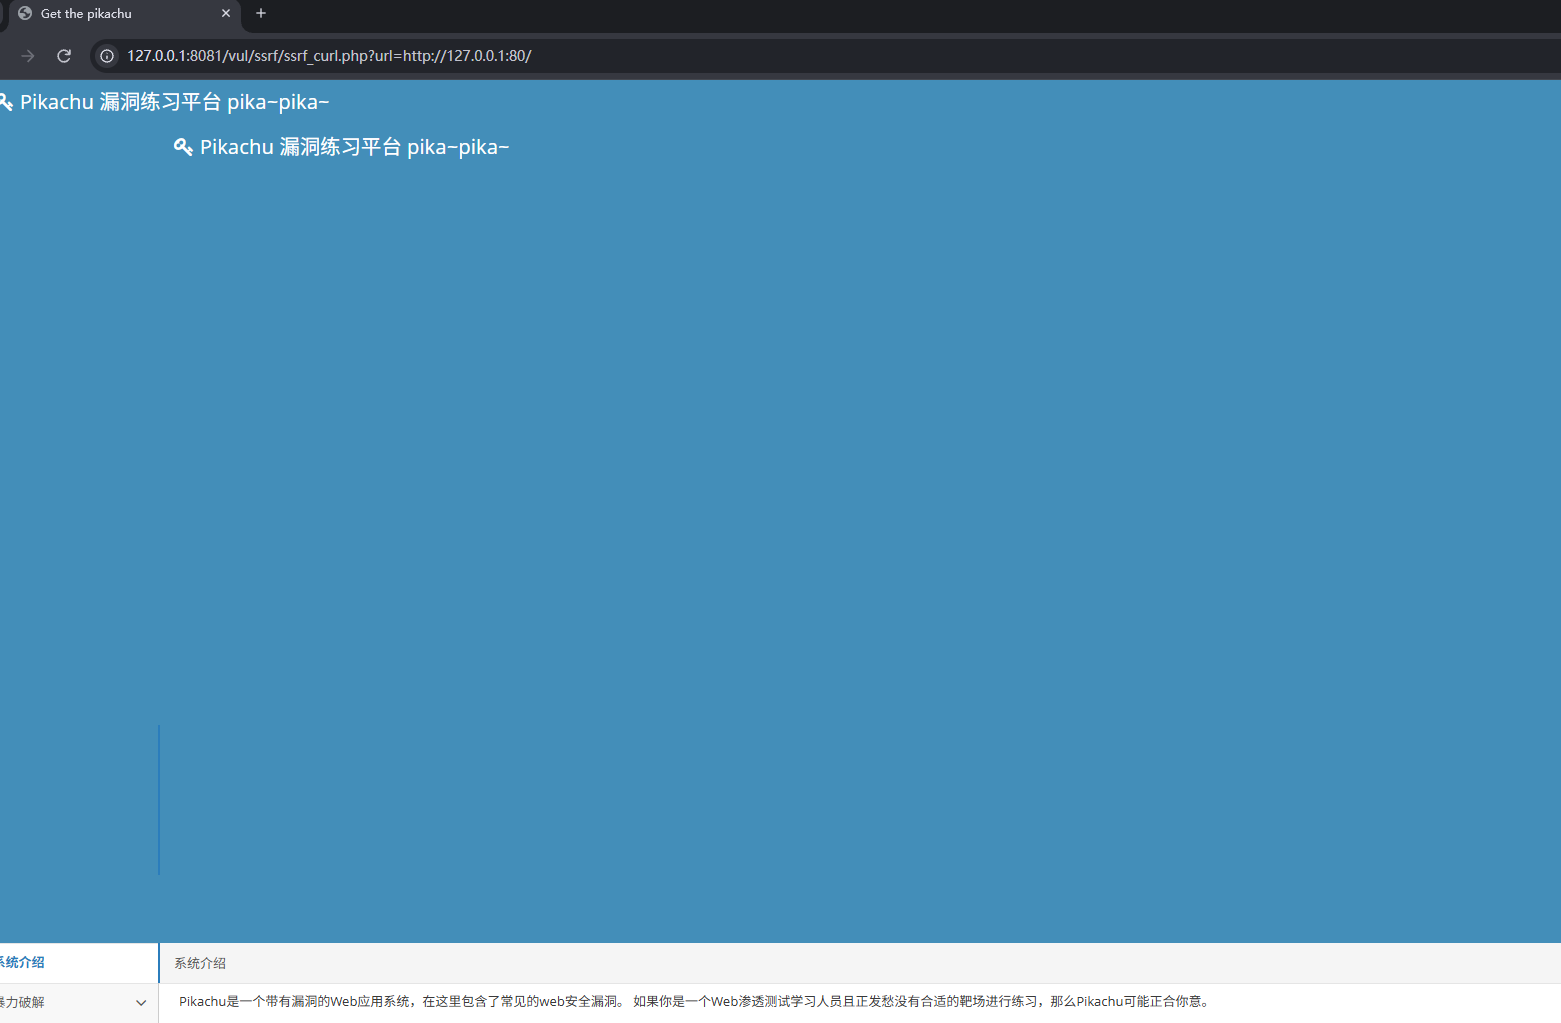 Get the pikachu
127.0.0.1:8081/vul/ssrf/ssrf_curl.php?url=http://127.0.0.1:80/
Pikachu 漏洞练习平台 pika~pika~
Pikachu 漏洞练习平台 pika~pika~
系统介绍
系统介绍
暴力破解
Pikachu是一个带有漏洞的Web应用系统，在这里包含了常见的web安全漏洞。 如果你是一个Web渗透测试学习人员且正发愁没有合适的靶场进行练习，那么Pikachu可能正合你意。